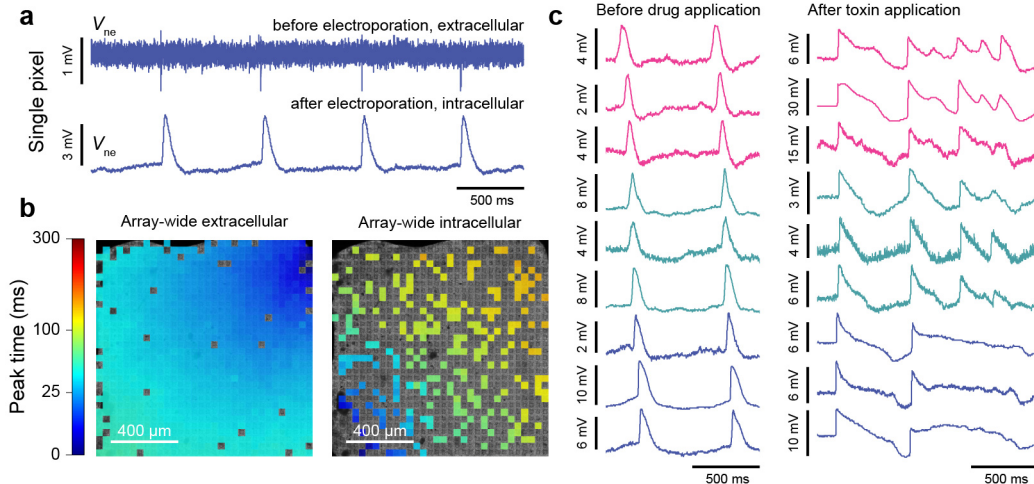 a
V_ne
before electroporation, extracellular
1 mV
after electroporation, intracellular
V_ne
3 mV
Single pixel
500 ms
b
Array-wide extracellular
Array-wide intracellular
300
100
25
0
Peak time (ms)
400 µm
400 µm
c
Before drug application
After toxin application
4 mV
2 mV
4 mV
8 mV
4 mV
8 mV
2 mV
10 mV
6 mV
500 ms
6 mV
30 mV
15 mV
3 mV
4 mV
6 mV
6 mV
6 mV
10 mV
500 ms